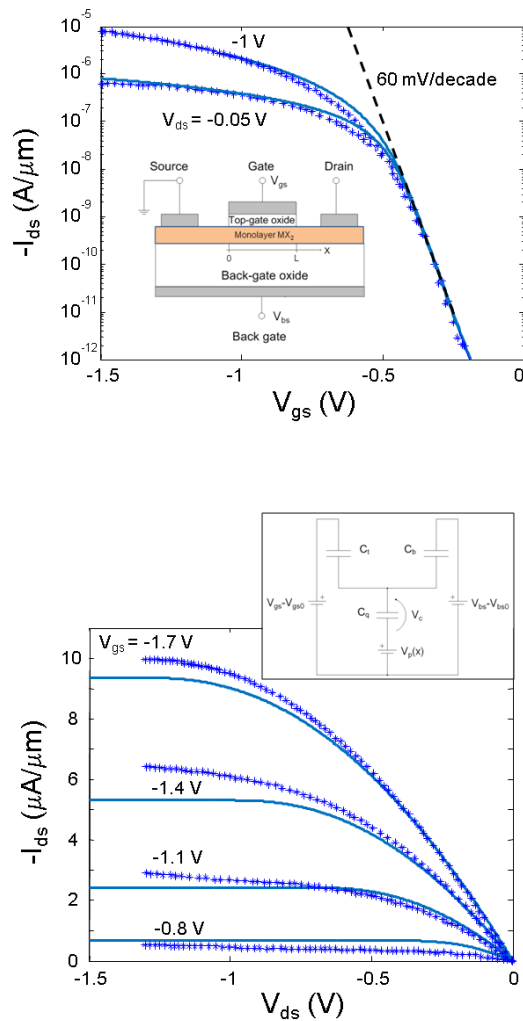 10⁻⁵
10⁻⁶
10⁻⁷
10⁻⁸
10⁻⁹
10⁻¹⁰
10⁻¹¹
10⁻¹²
-I_ds (A/μm)
-1 V
60 mV/decade
V_ds = -0.05 V
Source Gate Drain
V_gs
Top-gate oxide
Monolayer MX₂
0 L x
Back-gate oxide
V_bs
Back gate
-1.5 -1 -0.5 0
V_gs (V)
C_t C_b
V_gs-V_gs0 C_q V_c V_bs-V_bs0
V_p(x)
V_gs = -1.7 V
-1.4 V
-1.1 V
-0.8 V
10
8
6
4
2
0
-I_ds (μA/μm)
-1.5 -1 -0.5 0
V_ds (V)